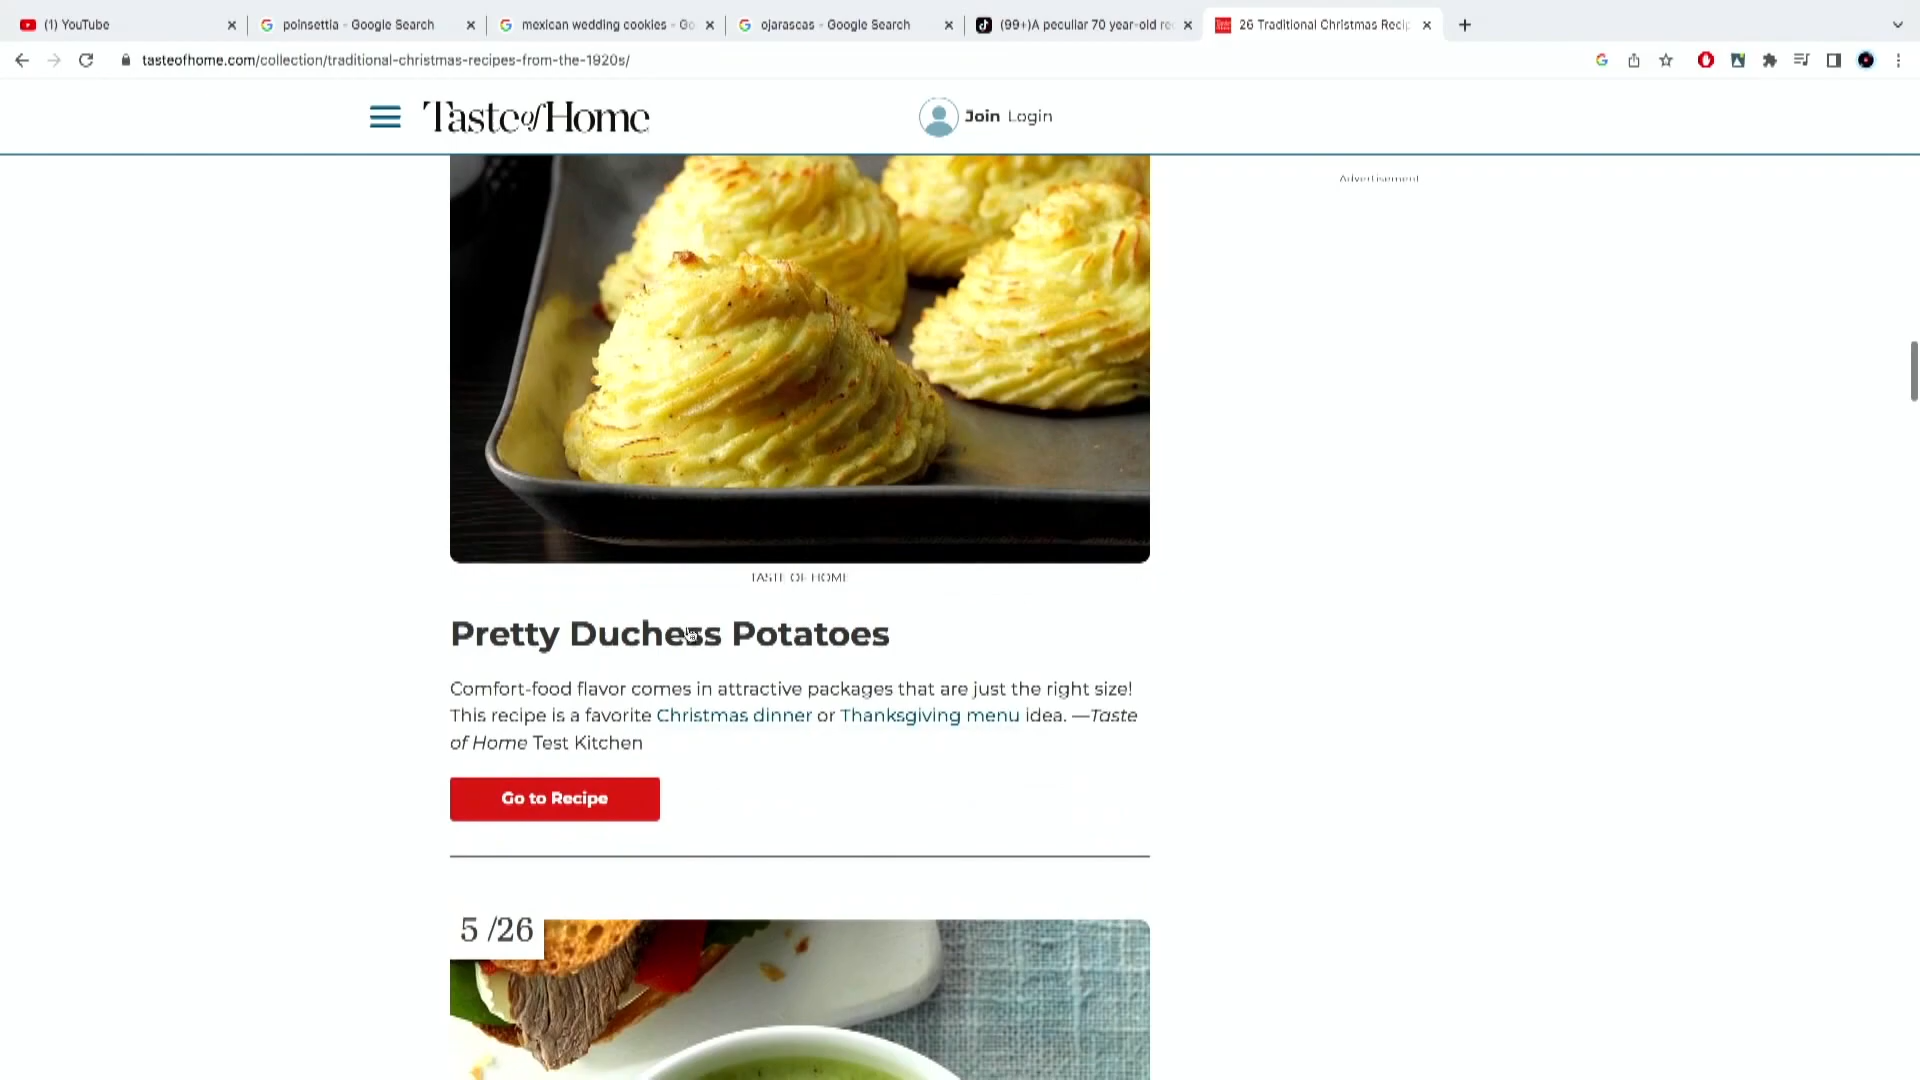 (1) YouTube
poinsettia - Google Search
mexican wedding cookies - Go
ojarascas - Google Search
(99+)A peculiar 70 year-old re
26 Traditional Christmas Recip
tasteofhome.com/collection/traditional-christmas-recipes-from-the-1920s/
Taste of Home
Join Login
Advertisement
TASTE OF HOME
Pretty Duchess Potatoes
Comfort-food flavor comes in attractive packages that are just the right size!
This recipe is a favorite Christmas dinner or Thanksgiving menu idea. —Taste
of Home Test Kitchen
Go to Recipe
5 /26